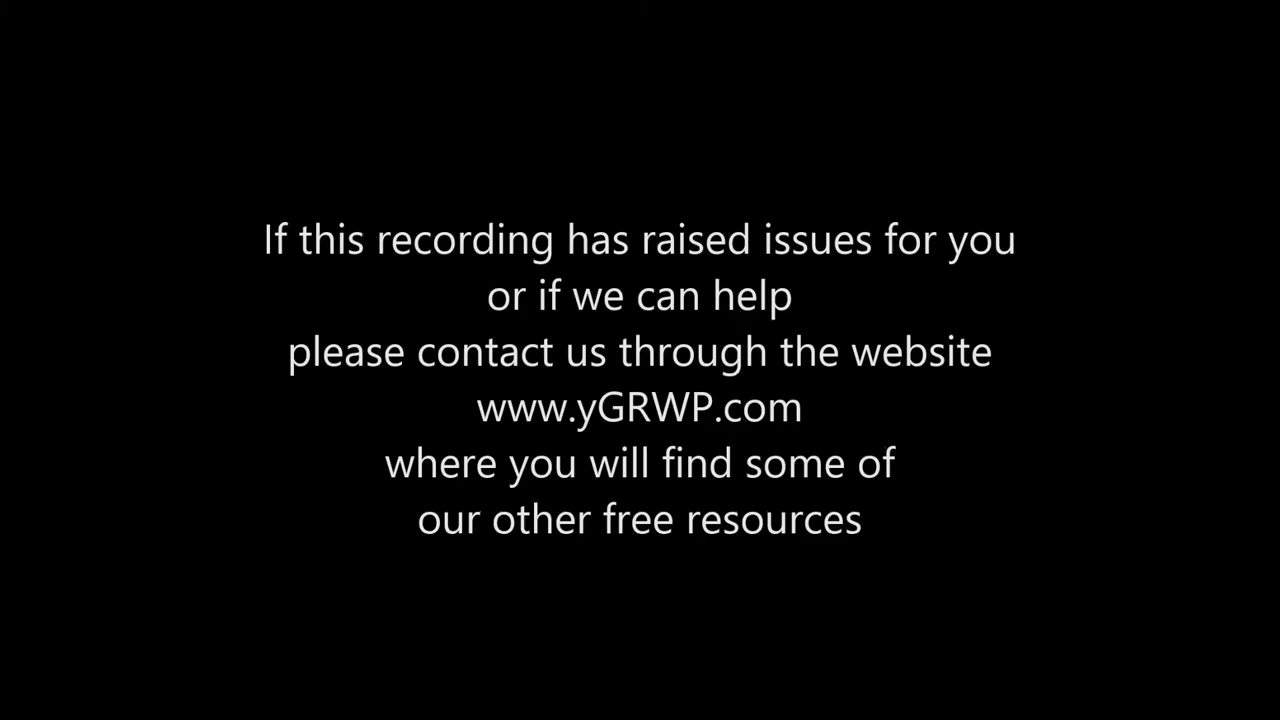 If this recording has raised issues for you
or if we can help
please contact us through the website
www.yGRWP.com
where you will find some of
our other free resources